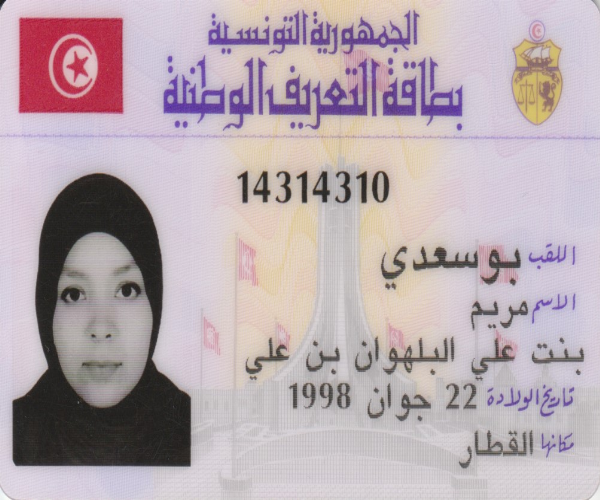 الجمهورية التونسية
بطاقة التعريف الوطنية
14314310
اللقب بوسعدي
الاسم مريم
بنت علي البلهوان بن علي
تاريخ الولادة 22 جوان 1998
مكانها القطار